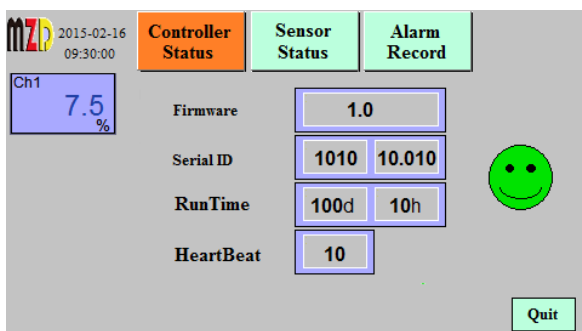 MZD 2015-02-16
09:30:00
Controller
Status
Sensor
Status
Alarm
Record
Ch1
7.5
%
Firmware 1.0
Serial ID 1010 10.010
RunTime 100d 10h
HeartBeat 10
Quit